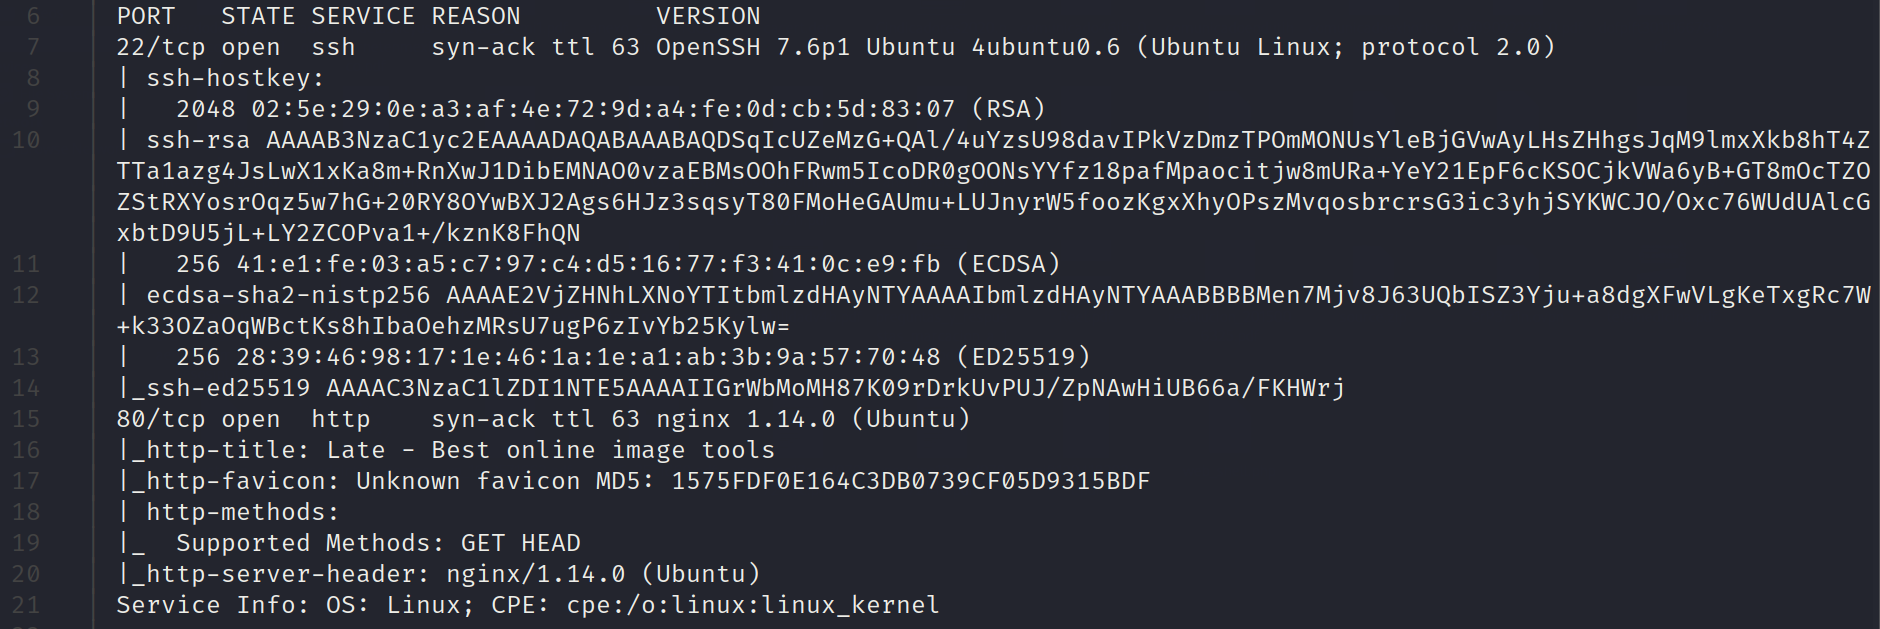 6 PORT   STATE SERVICE REASON         VERSION
7 22/tcp open  ssh     syn-ack ttl 63 OpenSSH 7.6p1 Ubuntu 4ubuntu0.6 (Ubuntu Linux; protocol 2.0)
8 | ssh-hostkey:
9 |   2048 02:5e:29:0e:a3:af:4e:72:9d:a4:fe:0d:cb:5d:83:07 (RSA)
10 | ssh-rsa AAAAB3NzaC1yc2EAAAADAQABAAABAQDSqIcUZeMzG+QAl/4uYzsU98davIPkVzDmzTPOmMONUsYleBjGVwAyLHsZHhgsJqM9lmxXkb8hT4Z
TTa1azg4JsLwX1xKa8m+RnXwJ1DibEMNAO0vzaEBMsOOhFRwm5IcoDR0gOONsYYfz18pafMpaocitjw8mURa+YeY21EpF6cKSOCjkVWa6yB+GT8mOcTZO
ZStRXYosrOqz5w7hG+20RY8OYwBXJ2Ags6HJz3sqsyT80FMoHeGAUmu+LUJnyrW5foozKgxXhyOPszMvqosbrcrsG3ic3yhjSYKWCJO/Oxc76WUdUAlcG
xbtD9U5jL+LY2ZCOPva1+/kznK8FhQN
11 |   256 41:e1:fe:03:a5:c7:97:c4:d5:16:77:f3:41:0c:e9:fb (ECDSA)
12 | ecdsa-sha2-nistp256 AAAAE2VjZHNhLXNoYTItbmlzdHAyNTYAAAAIbmlzdHAyNTYAAABBBBMen7Mjv8J63UQbISZ3Yju+a8dgXFwVLgKeTxgRc7W
+k33OZaOqWBctKs8hIbaOehzMRsU7ugP6zIvYb25Kylw=
13 |   256 28:39:46:98:17:1e:46:1a:1e:a1:ab:3b:9a:57:70:48 (ED25519)
14 |_ssh-ed25519 AAAAC3NzaC1lZDI1NTE5AAAAIIGrWbMoMH87K09rDrkUvPUJ/ZpNAwHiUB66a/FKHWrj
15 80/tcp open  http    syn-ack ttl 63 nginx 1.14.0 (Ubuntu)
16 |_http-title: Late - Best online image tools
17 |_http-favicon: Unknown favicon MD5: 1575FDF0E164C3DB0739CF05D9315BDF
18 | http-methods:
19 |_  Supported Methods: GET HEAD
20 |_http-server-header: nginx/1.14.0 (Ubuntu)
21 Service Info: OS: Linux; CPE: cpe:/o:linux:linux_kernel